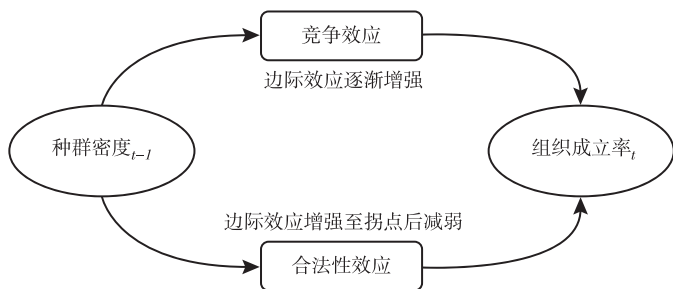 竞争效应
边际效应逐渐增强
种群密度t-1
组织成立率t
边际效应增强至拐点后减弱
合法性效应